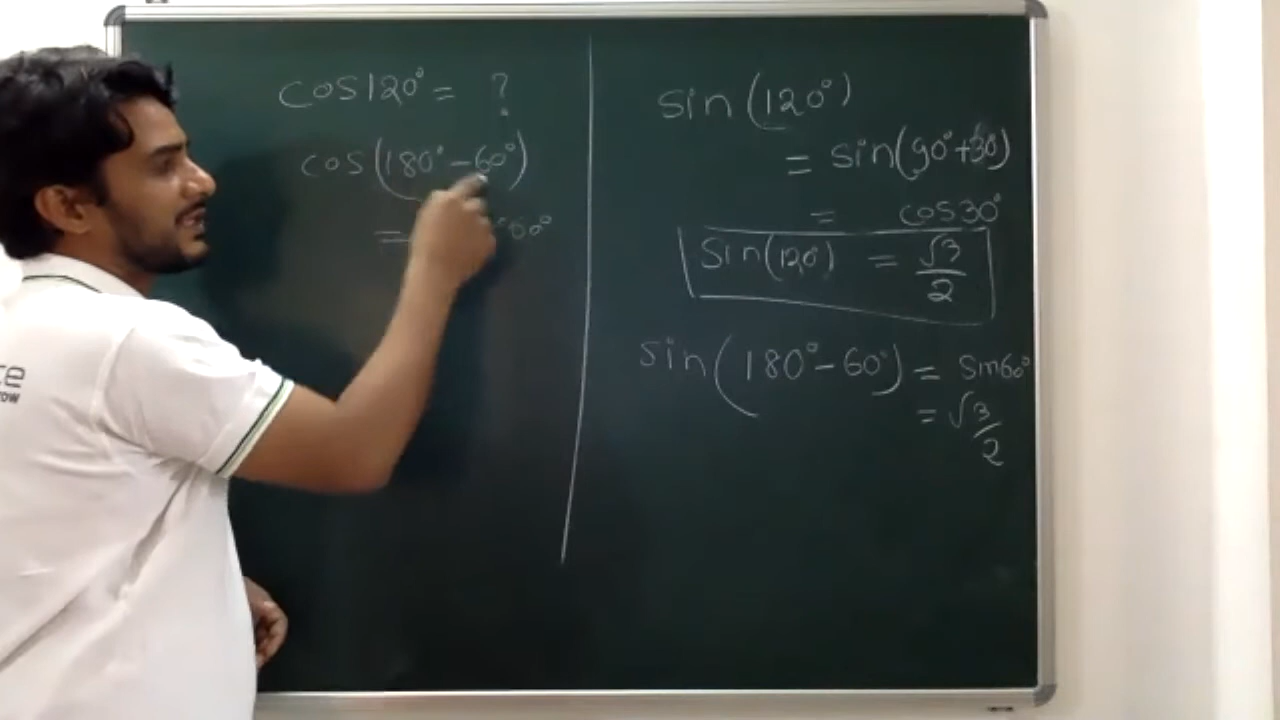 cos120° = ?
cos(180°-60°)
= 60°
sin(120°)
= sin(90°+30°)
= cos30°
Sin(120) = √3/2
sin(180°-60°) = sin60°
= √3/2